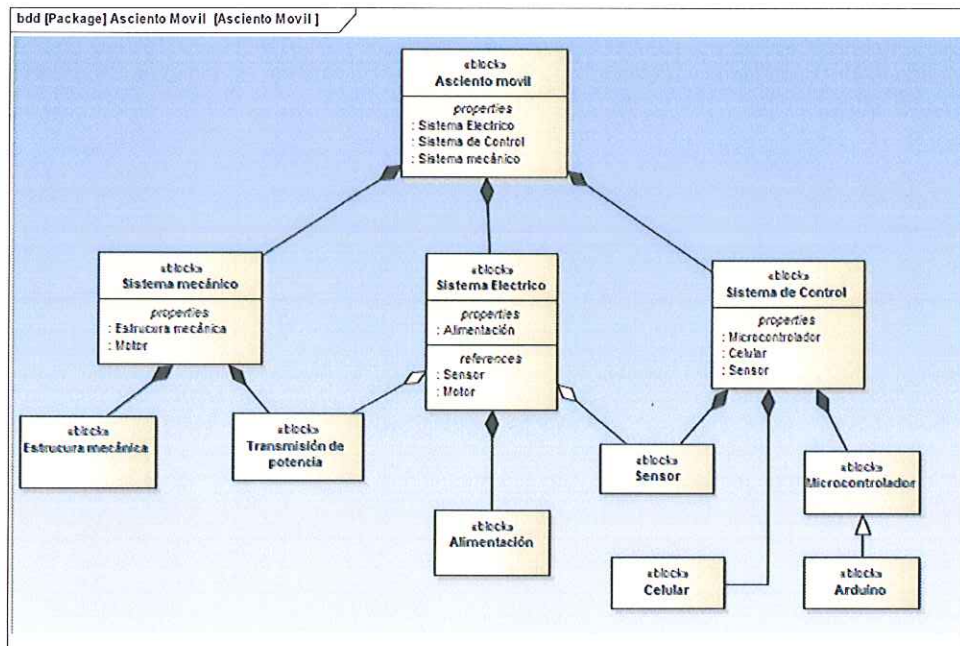 bdd [Package] Asciento Movil [Asciento Movil ]
«block»
Asciento movil
properties
: Sistema Electrico
: Sistema de Control
: Sistema mecánico
«block»
Sistema mecánico
properties
: Estrucura mecánica
: Motor
«block»
Sistema Electrico
properties
: Alimentación
references
: Sensor
: Motor
«block»
Sistema de Control
properties
: Microcontrolador
: Celular
: Sensor
«block»
Estrucura mecánica
«block»
Transmisión de
potencia
«block»
Alimentación
«block»
Sensor
«block»
Microcontrolador
«block»
Celular
«block»
Arduino